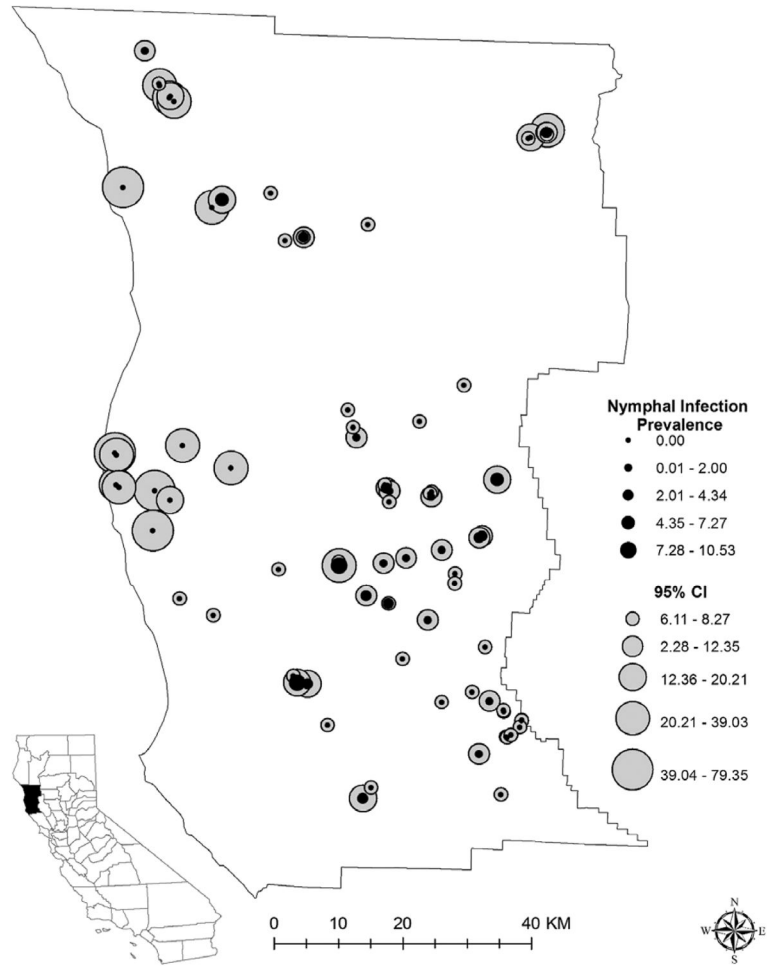 Nymphal Infection
Prevalence
0.00
0.01 - 2.00
2.01 - 4.34
4.35 - 7.27
7.28 - 10.53
95% CI
6.11 - 8.27
2.28 - 12.35
12.36 - 20.21
20.21 - 39.03
39.04 - 79.35
0 10 20 40 KM
N
W E
S